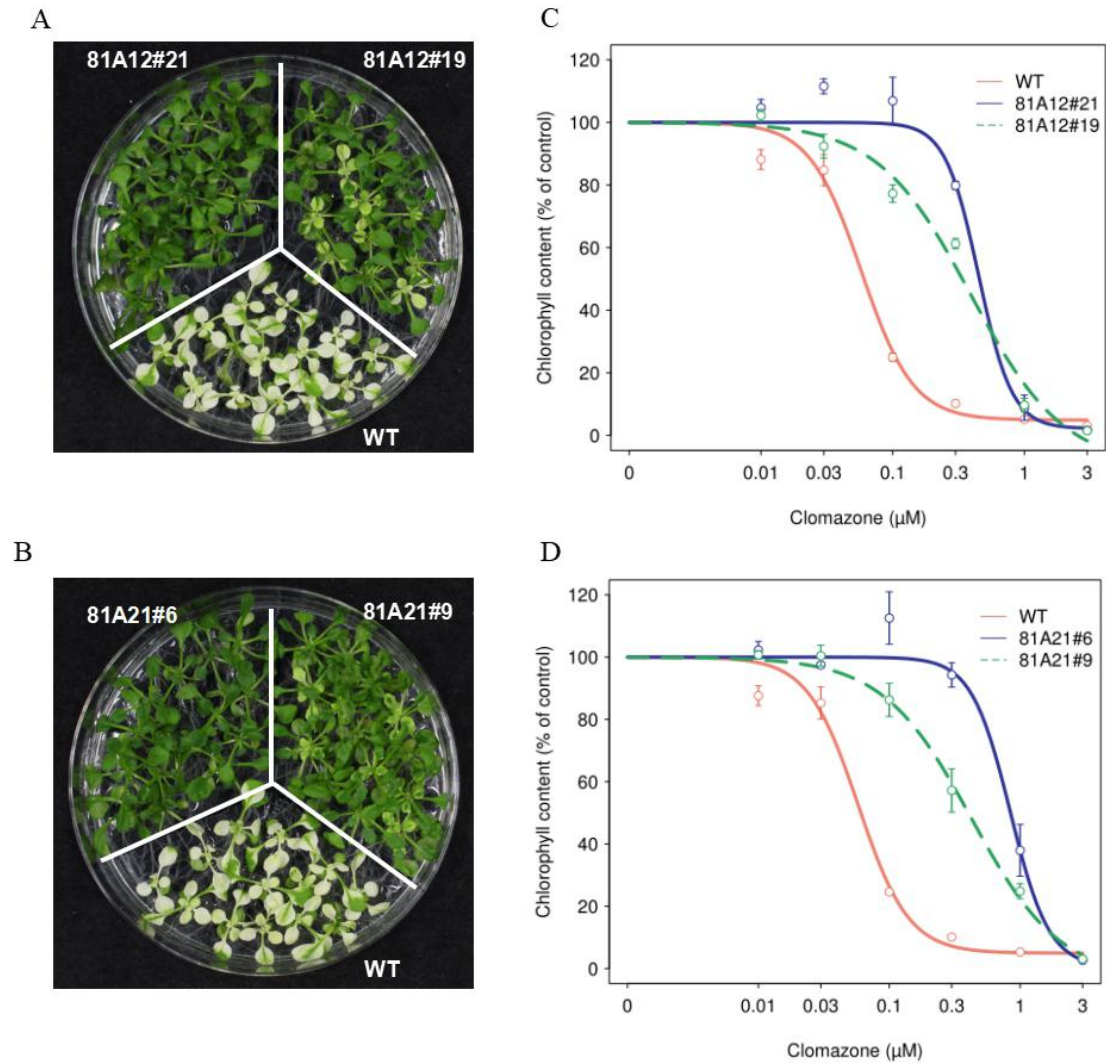 A
81A12#21
81A12#19
WT
C
Chlorophyll content (% of control)
120
100
80
60
40
20
0
0
0.01
0.03
0.1
0.3
1
3
Clomazone (µM)
WT
81A12#21
81A12#19
B
81A21#6
81A21#9
WT
D
Chlorophyll content (% of control)
120
100
80
60
40
20
0
0
0.01
0.03
0.1
0.3
1
3
Clomazone (µM)
WT
81A21#6
81A21#9